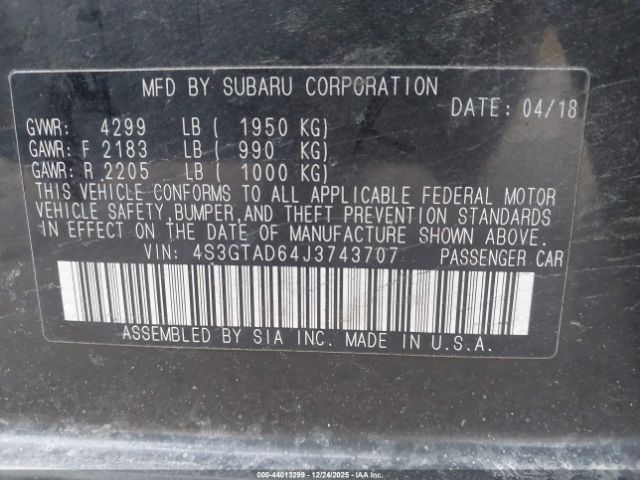 MFD BY SUBARU CORPORATION
DATE: 04/18
GVWR: 4299 LB ( 1950 KG)
GAWR: F 2183 LB ( 990 KG)
GAWR: R 2205 LB ( 1000 KG)
THIS VEHICLE CONFORMS TO ALL APPLICABLE FEDERAL MOTOR
VEHICLE SAFETY,BUMPER,AND THEFT PREVENTION STANDARDS
IN EFFECT ON THE DATE OF MANUFACTURE SHOWN ABOVE.
VIN: 4S3GTAD64J3743707 PASSENGER CAR
ASSEMBLED BY SIA INC. MADE IN U.S.A.
000-44013299 - 12/24/2025 - IAA Inc.